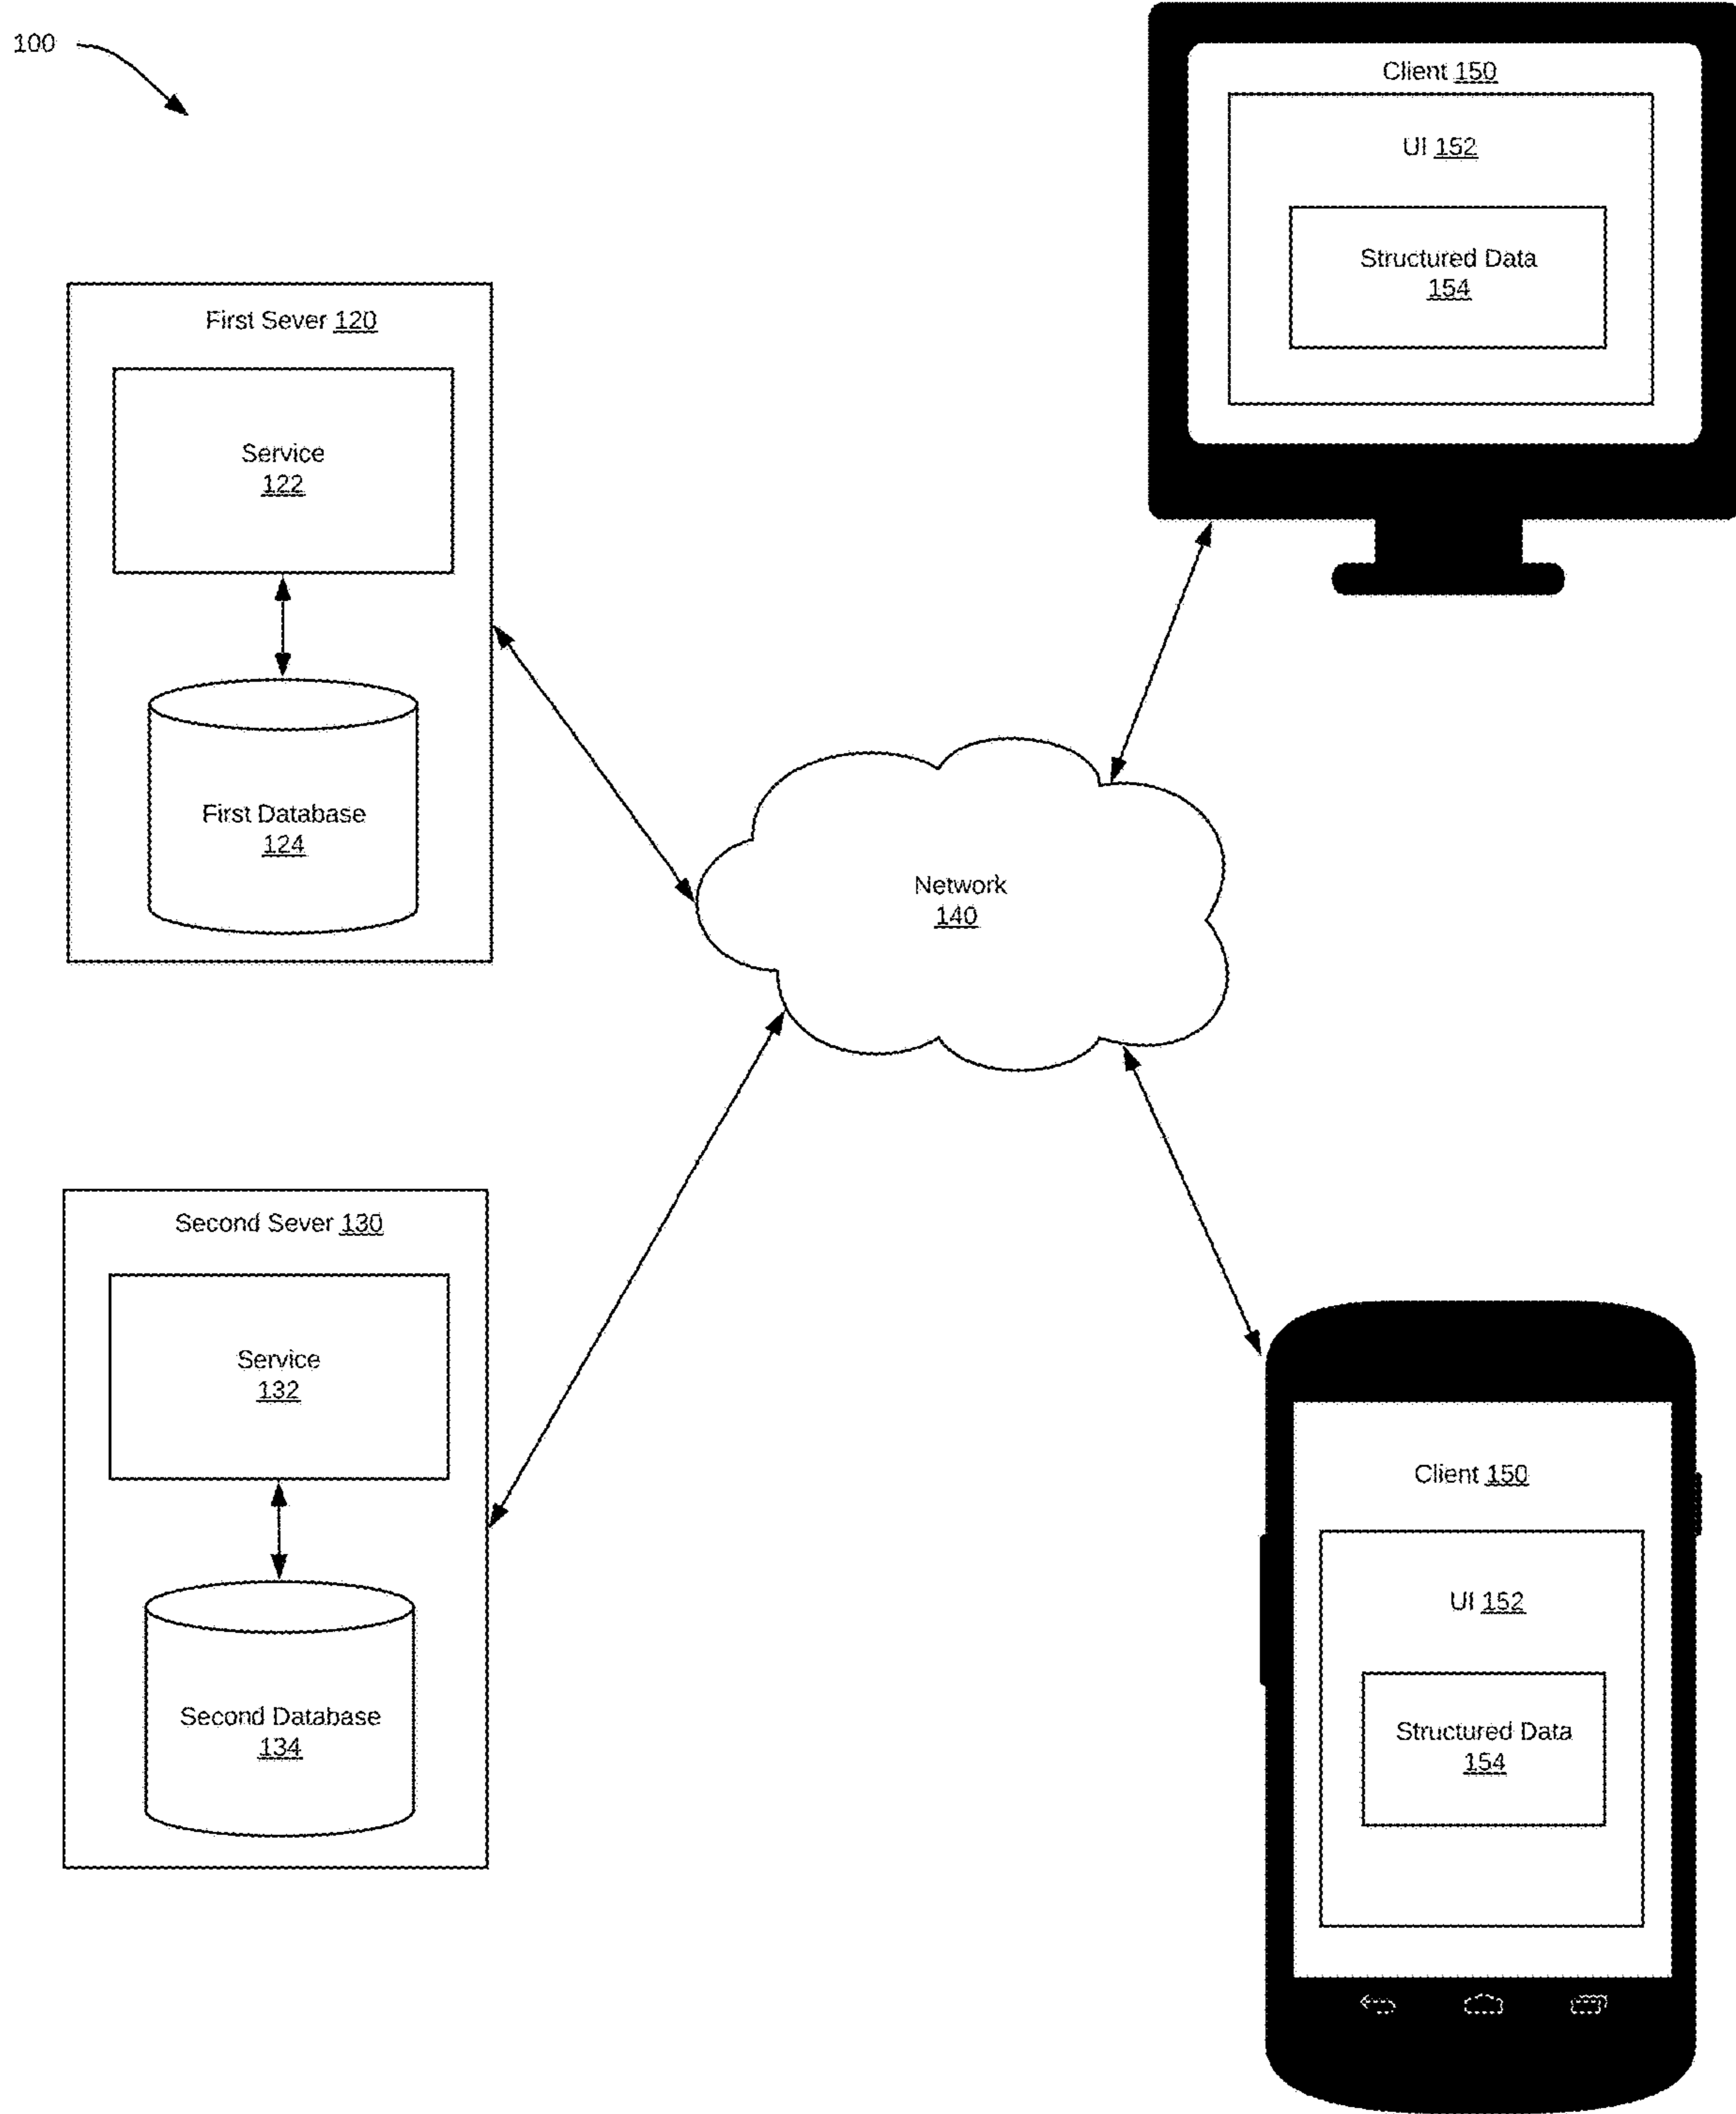 100
Client 150
UI 152
Structured Data
154
First Sever 120
Service
122
First Database
124
Network
140
Second Sever 130
Service
132
Second Database
134
Client 150
UI 152
Structured Data
154